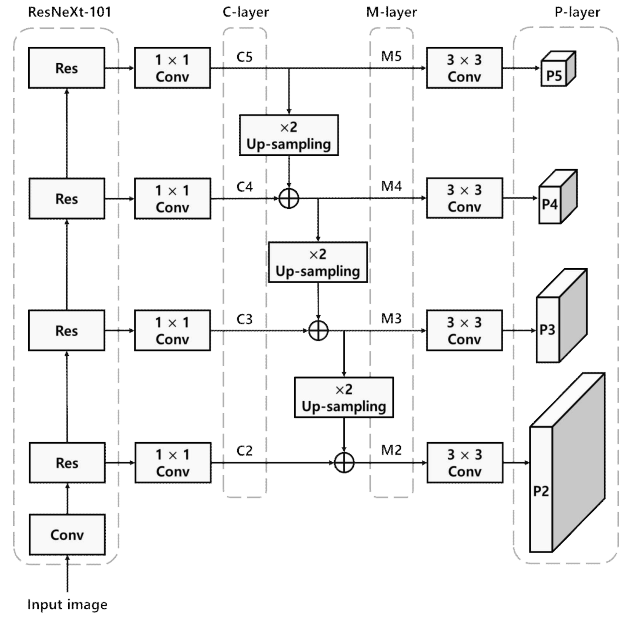 ResNeXt-101
C-layer
M-layer
P-layer
Res
1 × 1
Conv
C5
M5
3 × 3
Conv
P5
×2
Up-sampling
Res
1 × 1
Conv
C4
M4
3 × 3
Conv
P4
×2
Up-sampling
Res
1 × 1
Conv
C3
M3
3 × 3
Conv
P3
×2
Up-sampling
Res
1 × 1
Conv
C2
M2
3 × 3
Conv
P2
Conv
Input image